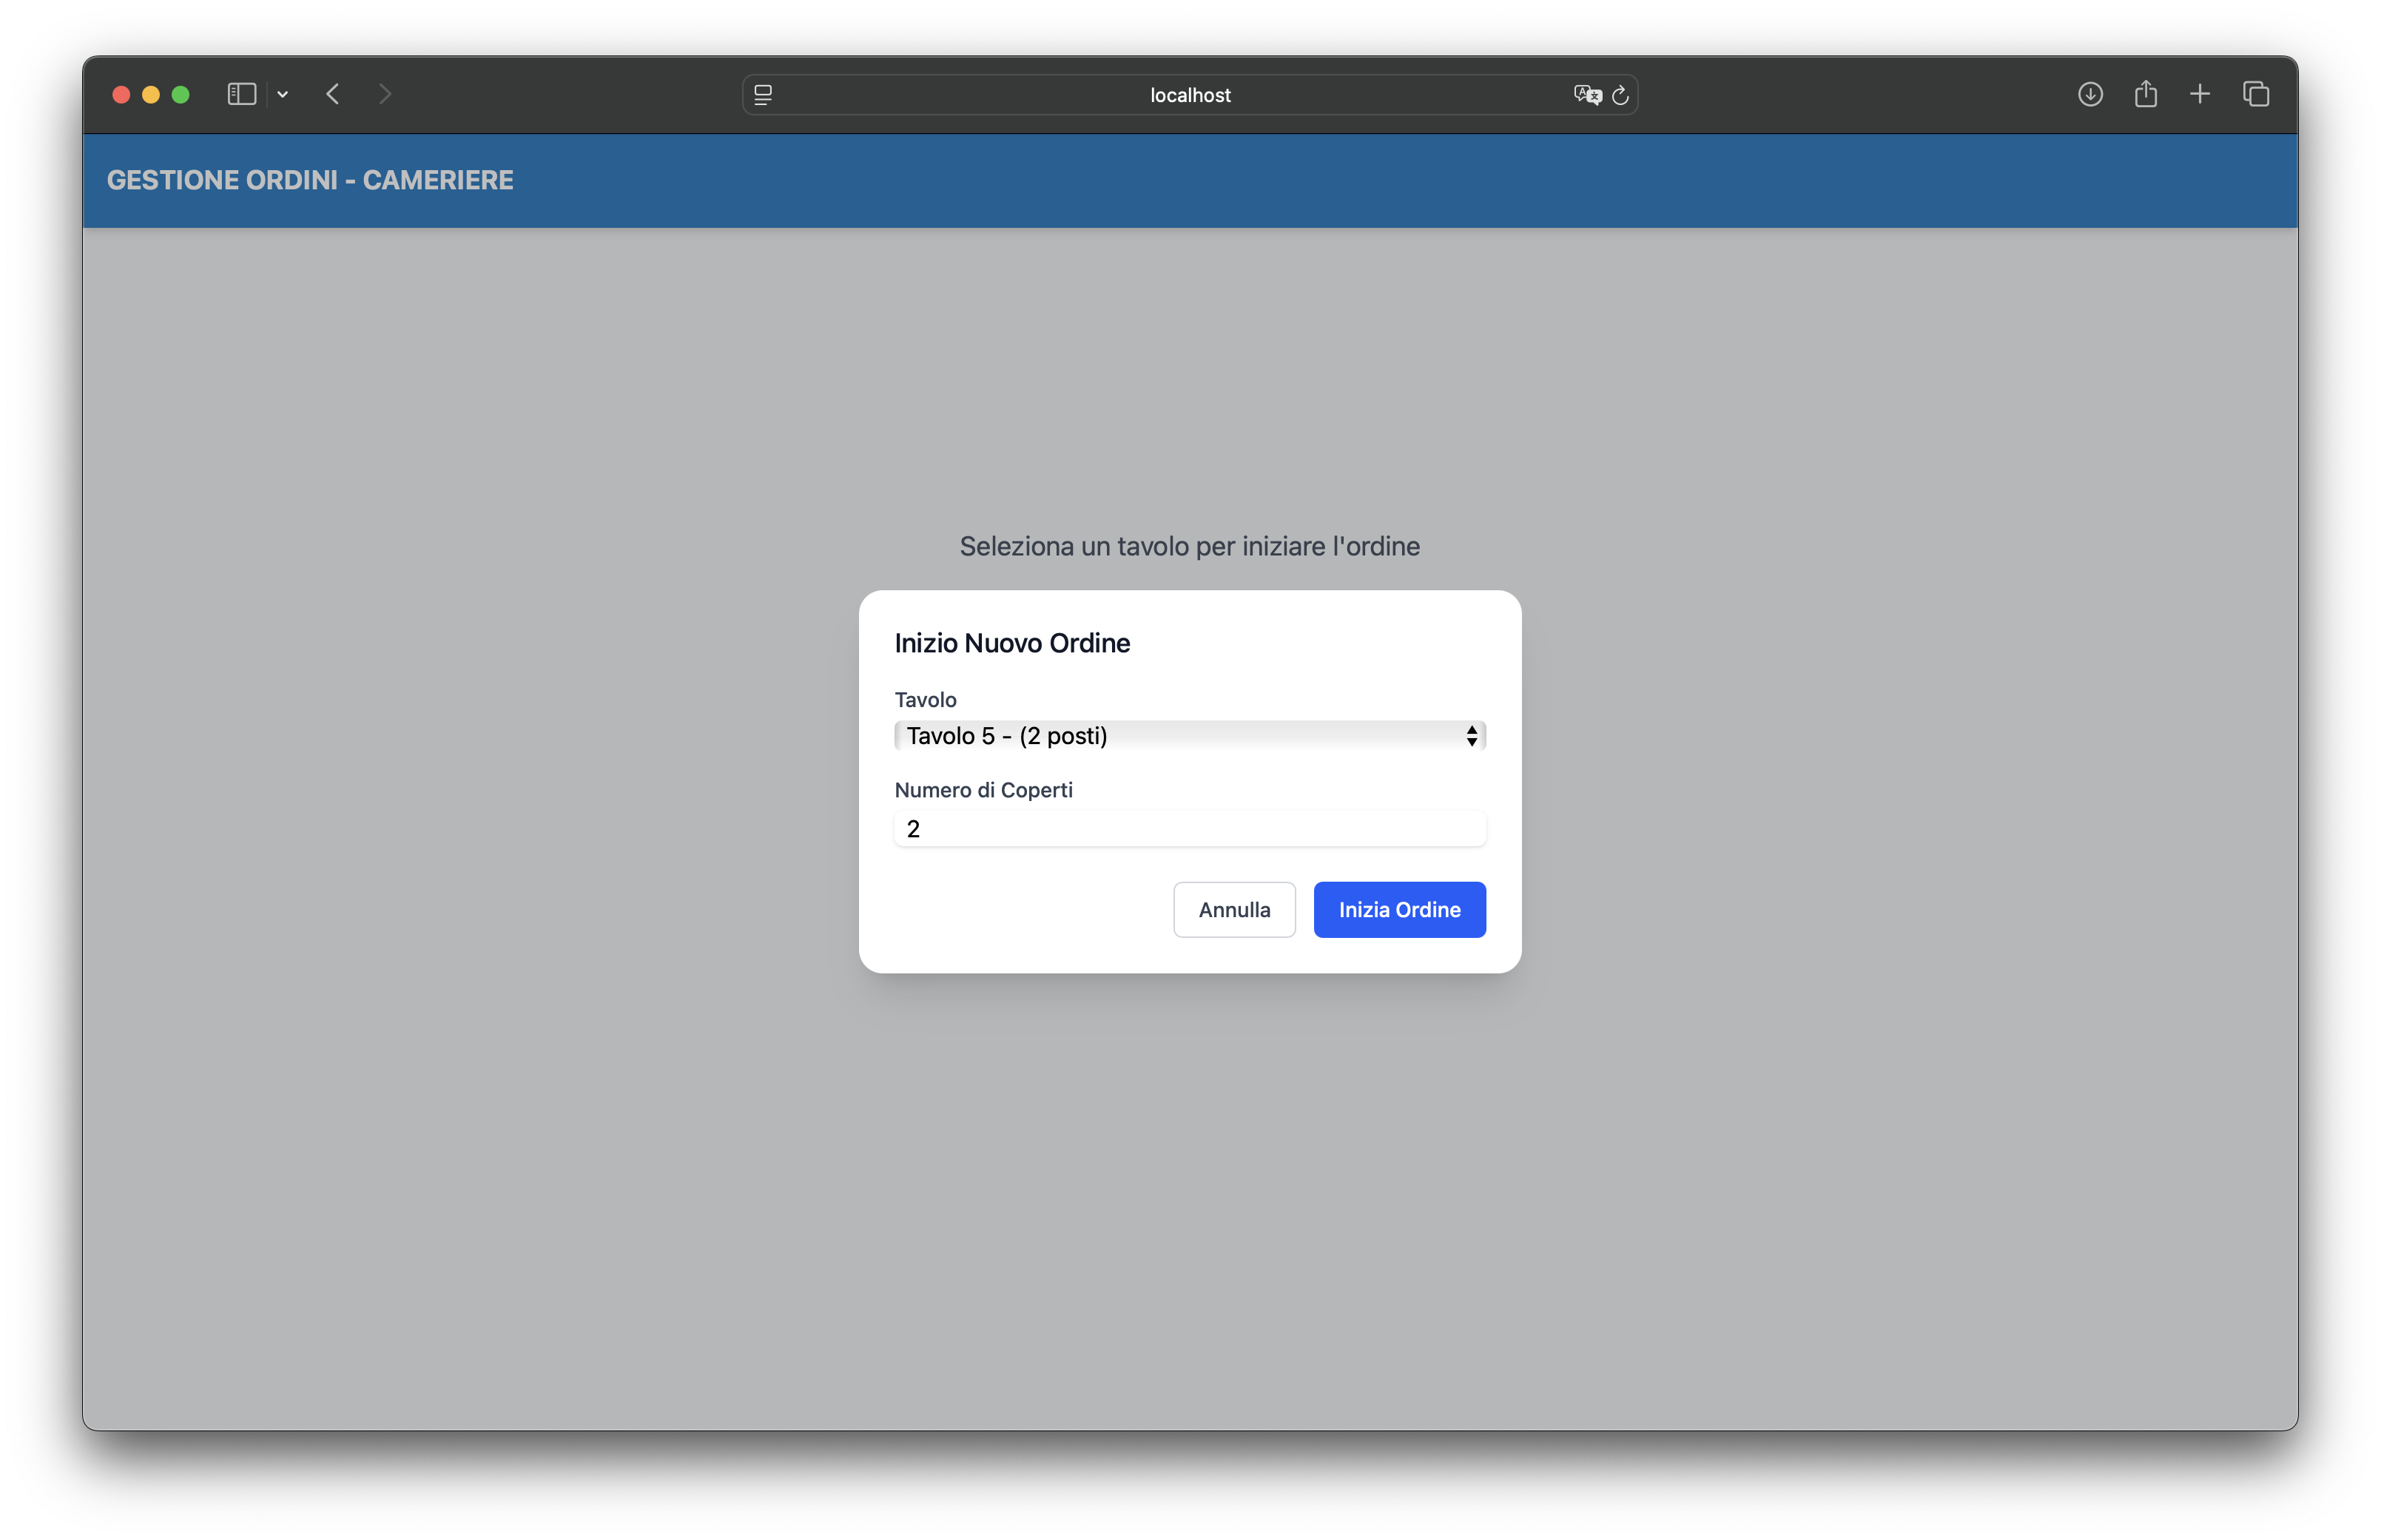 localhost
GESTIONE ORDINI - CAMERIERE
Seleziona un tavolo per iniziare l'ordine
Inizio Nuovo Ordine
Tavolo
Tavolo 5 - (2 posti)
Numero di Coperti
2
Annulla
Inizia Ordine